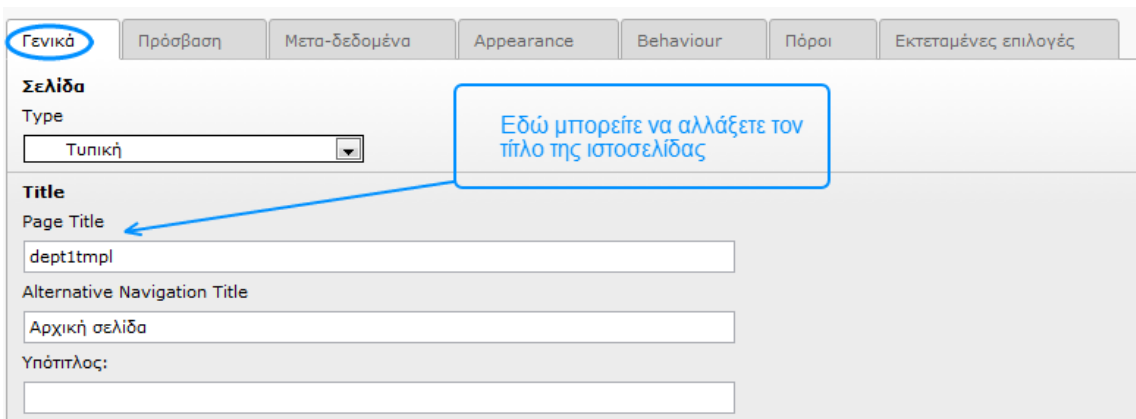 Γενικά Πρόσβαση Μετα-δεδομένα Appearance Behaviour Πόροι Εκτεταμένες επιλογές
Σελίδα
Type
Τυπική
Εδώ μπορείτε να αλλάξετε τον
τίτλο της ιστοσελίδας
Title
Page Title
dept1tmpl
Alternative Navigation Title
Αρχική σελίδα
Υπότιτλος: